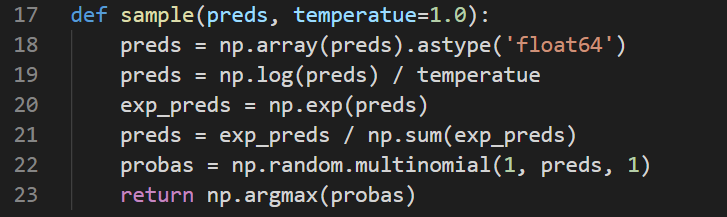 17 def sample(preds, temperatue=1.0):
18     preds = np.array(preds).astype('float64')
19     preds = np.log(preds) / temperatue
20     exp_preds = np.exp(preds)
21     preds = exp_preds / np.sum(exp_preds)
22     probas = np.random.multinomial(1, preds, 1)
23     return np.argmax(probas)